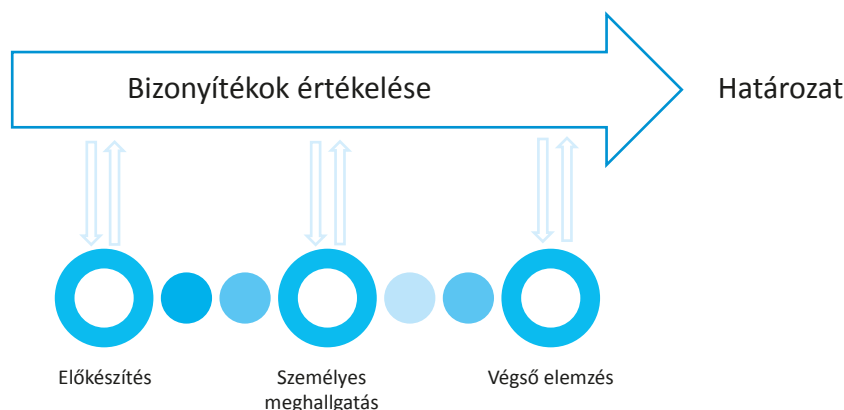 Bizonyítékok értékelése
Határozat
Előkészítés
Személyes
meghallgatás
Végső elemzés